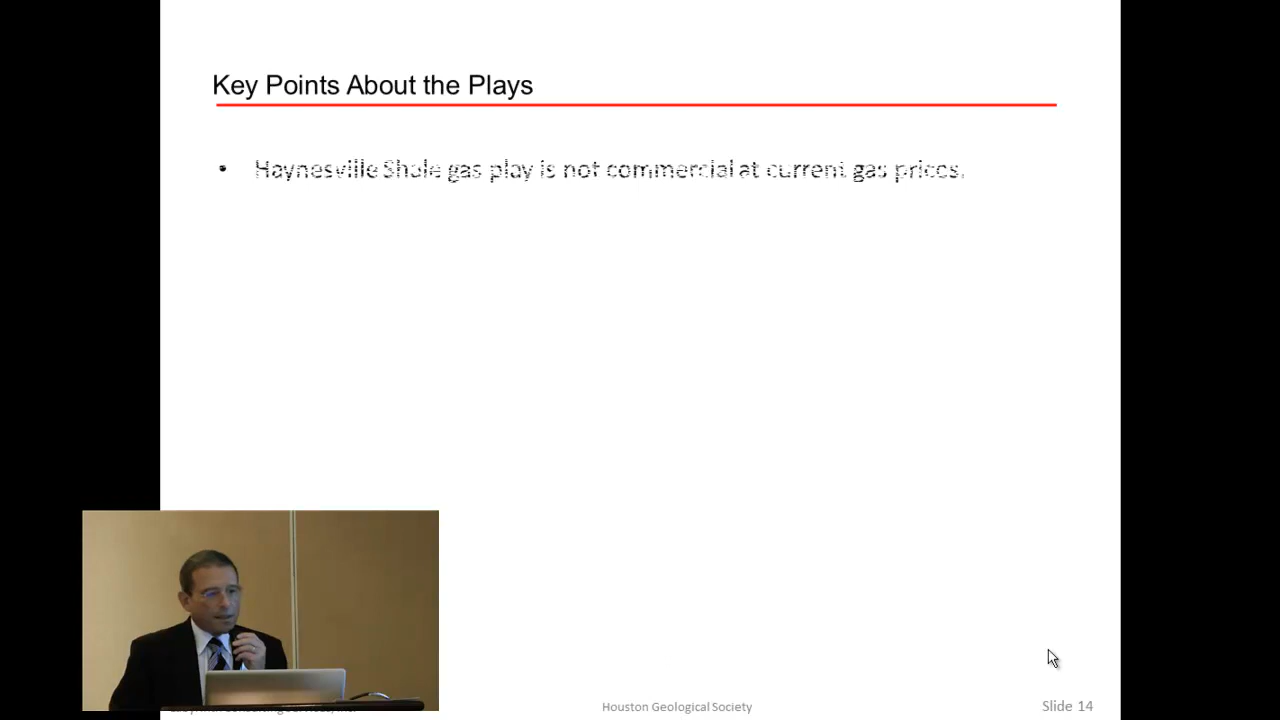 Key Points About the Plays
• Haynesville Shale gas play is not commercial at current gas prices.
Houston Geological Society
Slide 14